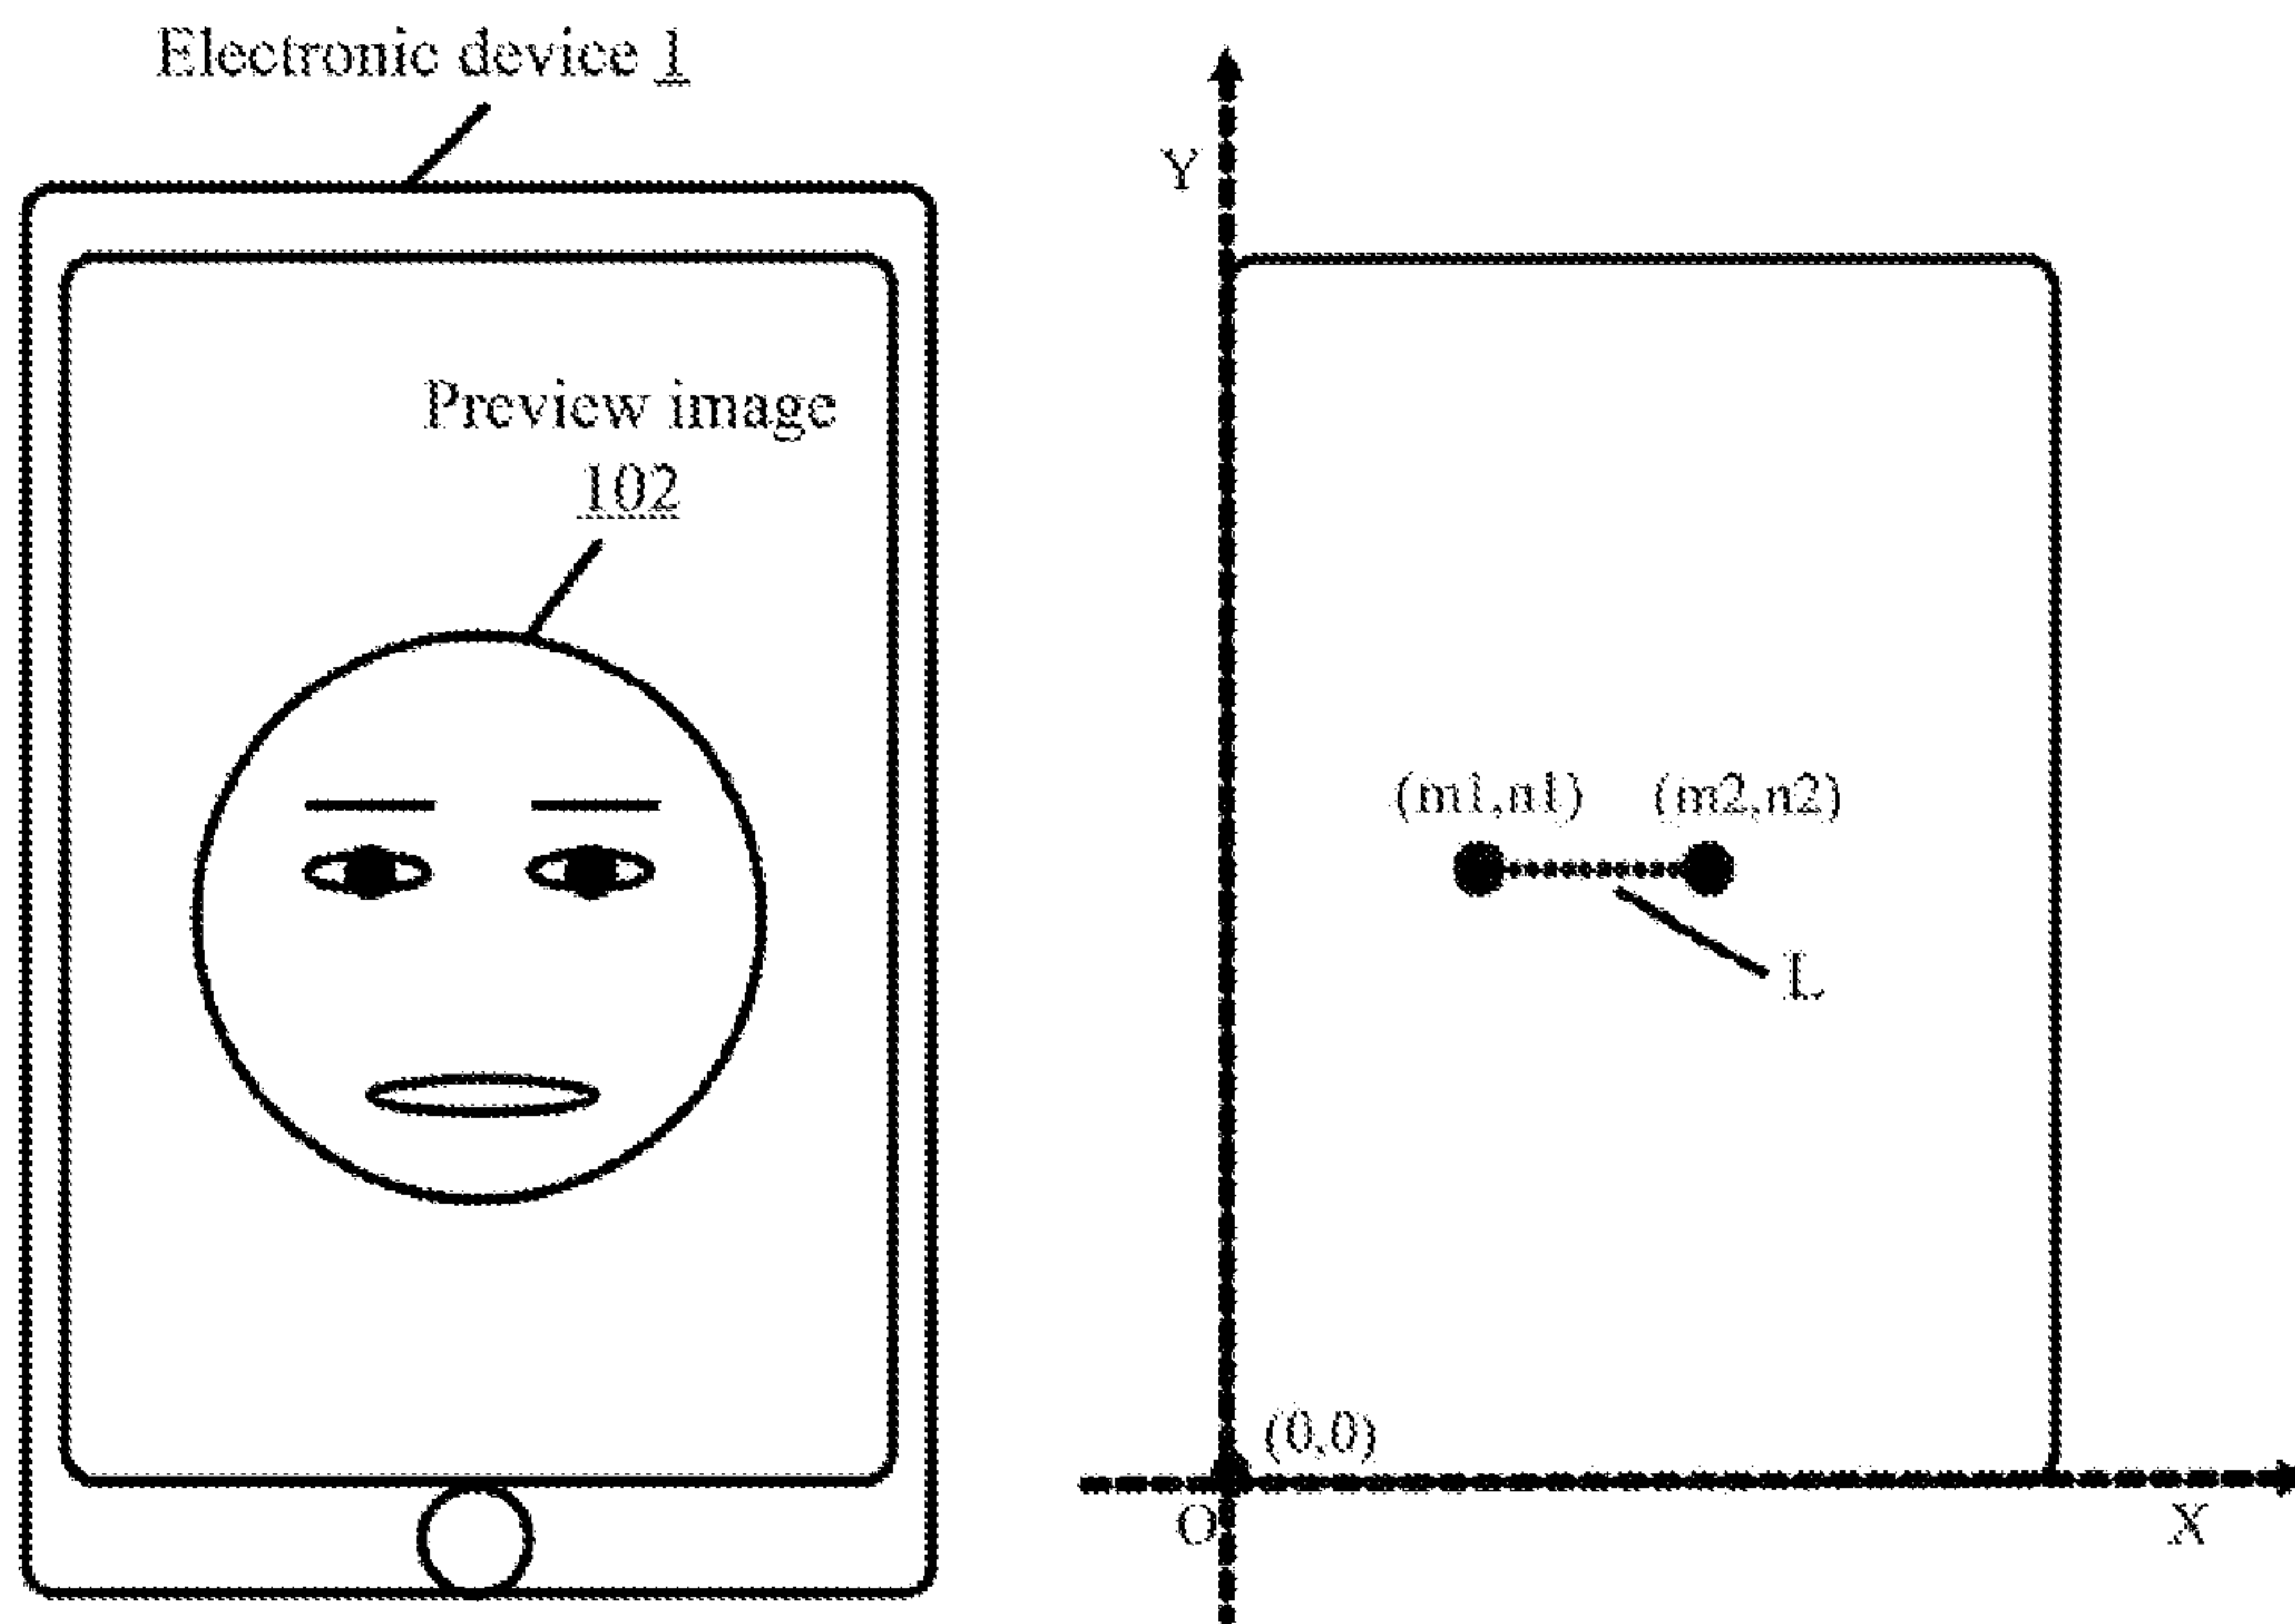 Electronic device 1
Preview image
102
Y
(m1,n1)
(m2,n2)
L
(0,0)
O
X